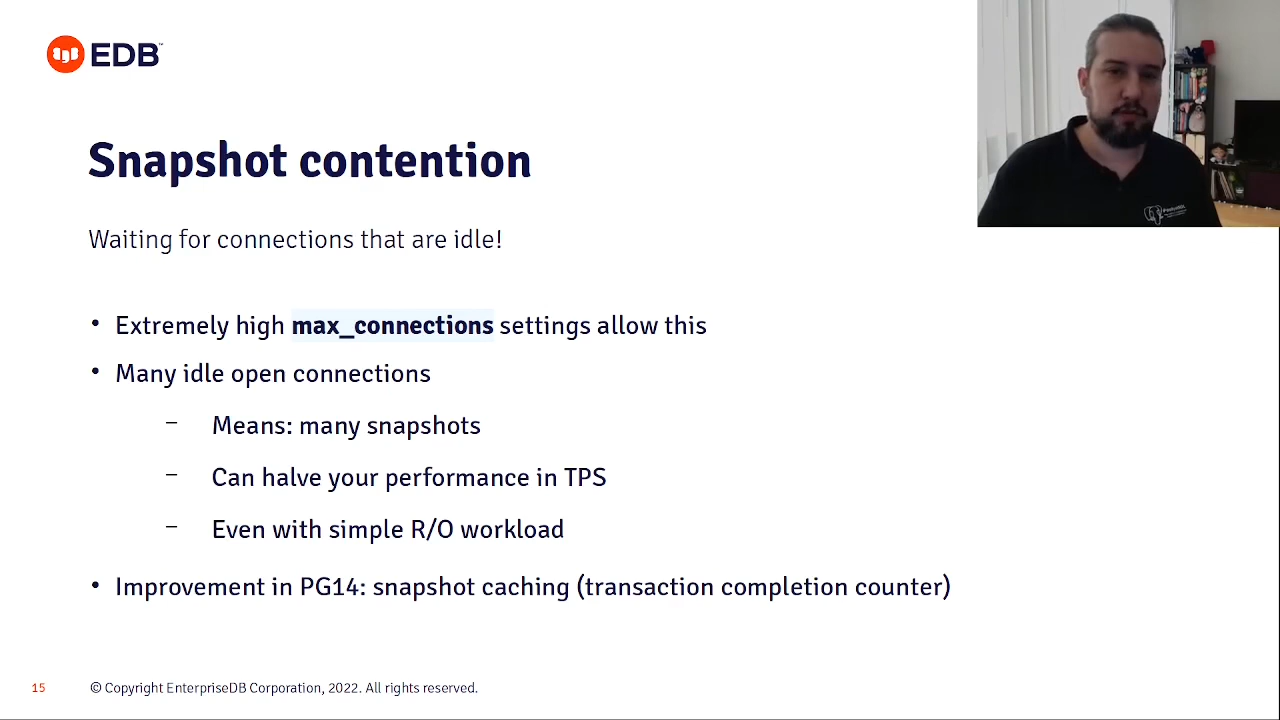 EDB™
Snapshot contention
Waiting for connections that are idle!
• Extremely high max_connections settings allow this
• Many idle open connections
– Means: many snapshots
– Can halve your performance in TPS
– Even with simple R/O workload
• Improvement in PG14: snapshot caching (transaction completion counter)
15
© Copyright EnterpriseDB Corporation, 2022. All rights reserved.